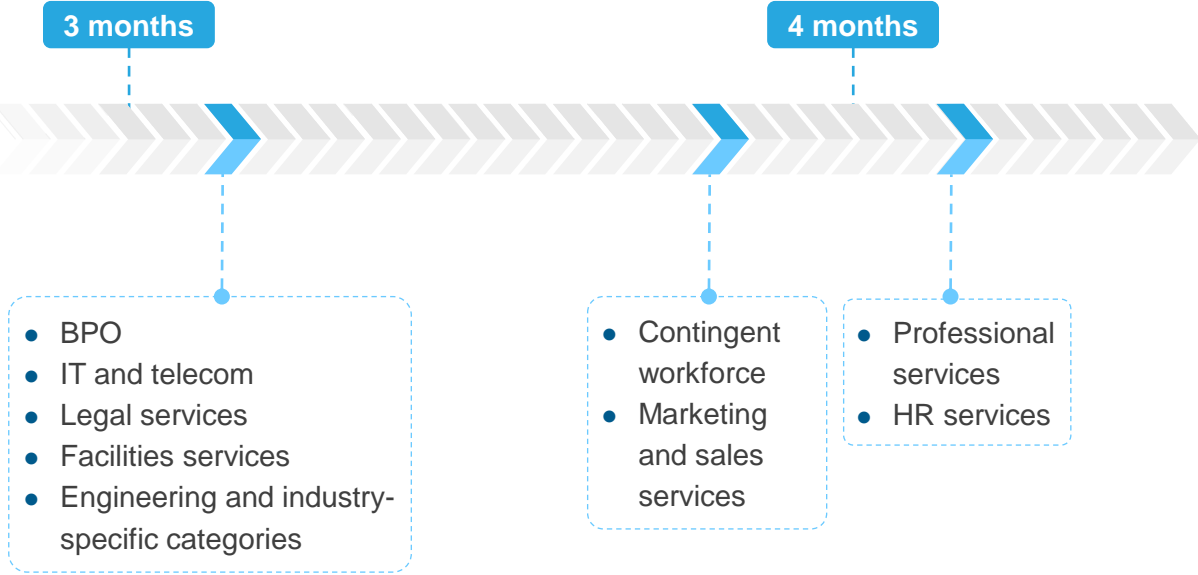 3 months
4 months
BPO
IT and telecom
Legal services
Facilities services
Engineering and industry-
specific categories
Contingent
workforce
Marketing
and sales
services
Professional
services
HR services